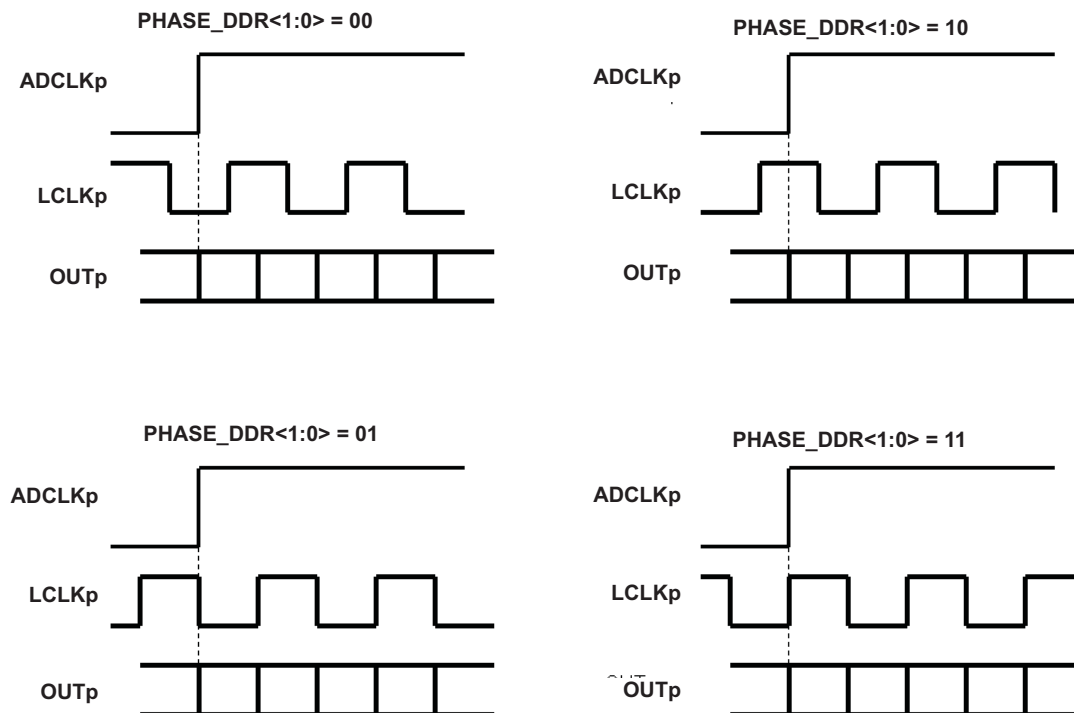 PHASE_DDR<1:0> = 00
ADCLKp
LCLKp
OUTp
PHASE_DDR<1:0> = 10
ADCLKp
LCLKp
OUTp
PHASE_DDR<1:0> = 01
ADCLKp
LCLKp
OUTp
PHASE_DDR<1:0> = 11
ADCLKp
LCLKp
OUTp